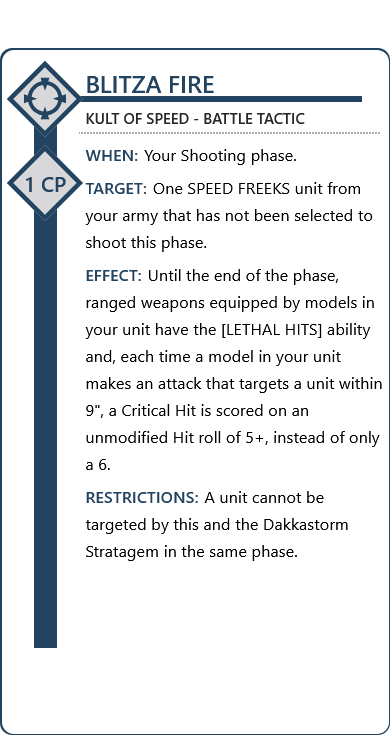 BLITZA FIRE
KULT OF SPEED - BATTLE TACTIC
WHEN: Your Shooting phase.
1 CP
TARGET: One SPEED FREEKS unit from
your army that has not been selected to
shoot this phase.
EFFECT: Until the end of the phase,
ranged weapons equipped by models in
your unit have the [LETHAL HITS] ability
and, each time a model in your unit
makes an attack that targets a unit within
9", a Critical Hit is scored on an
unmodified Hit roll of 5+, instead of only
a 6.
RESTRICTIONS: A unit cannot be
targeted by this and the Dakkastorm
Stratagem in the same phase.